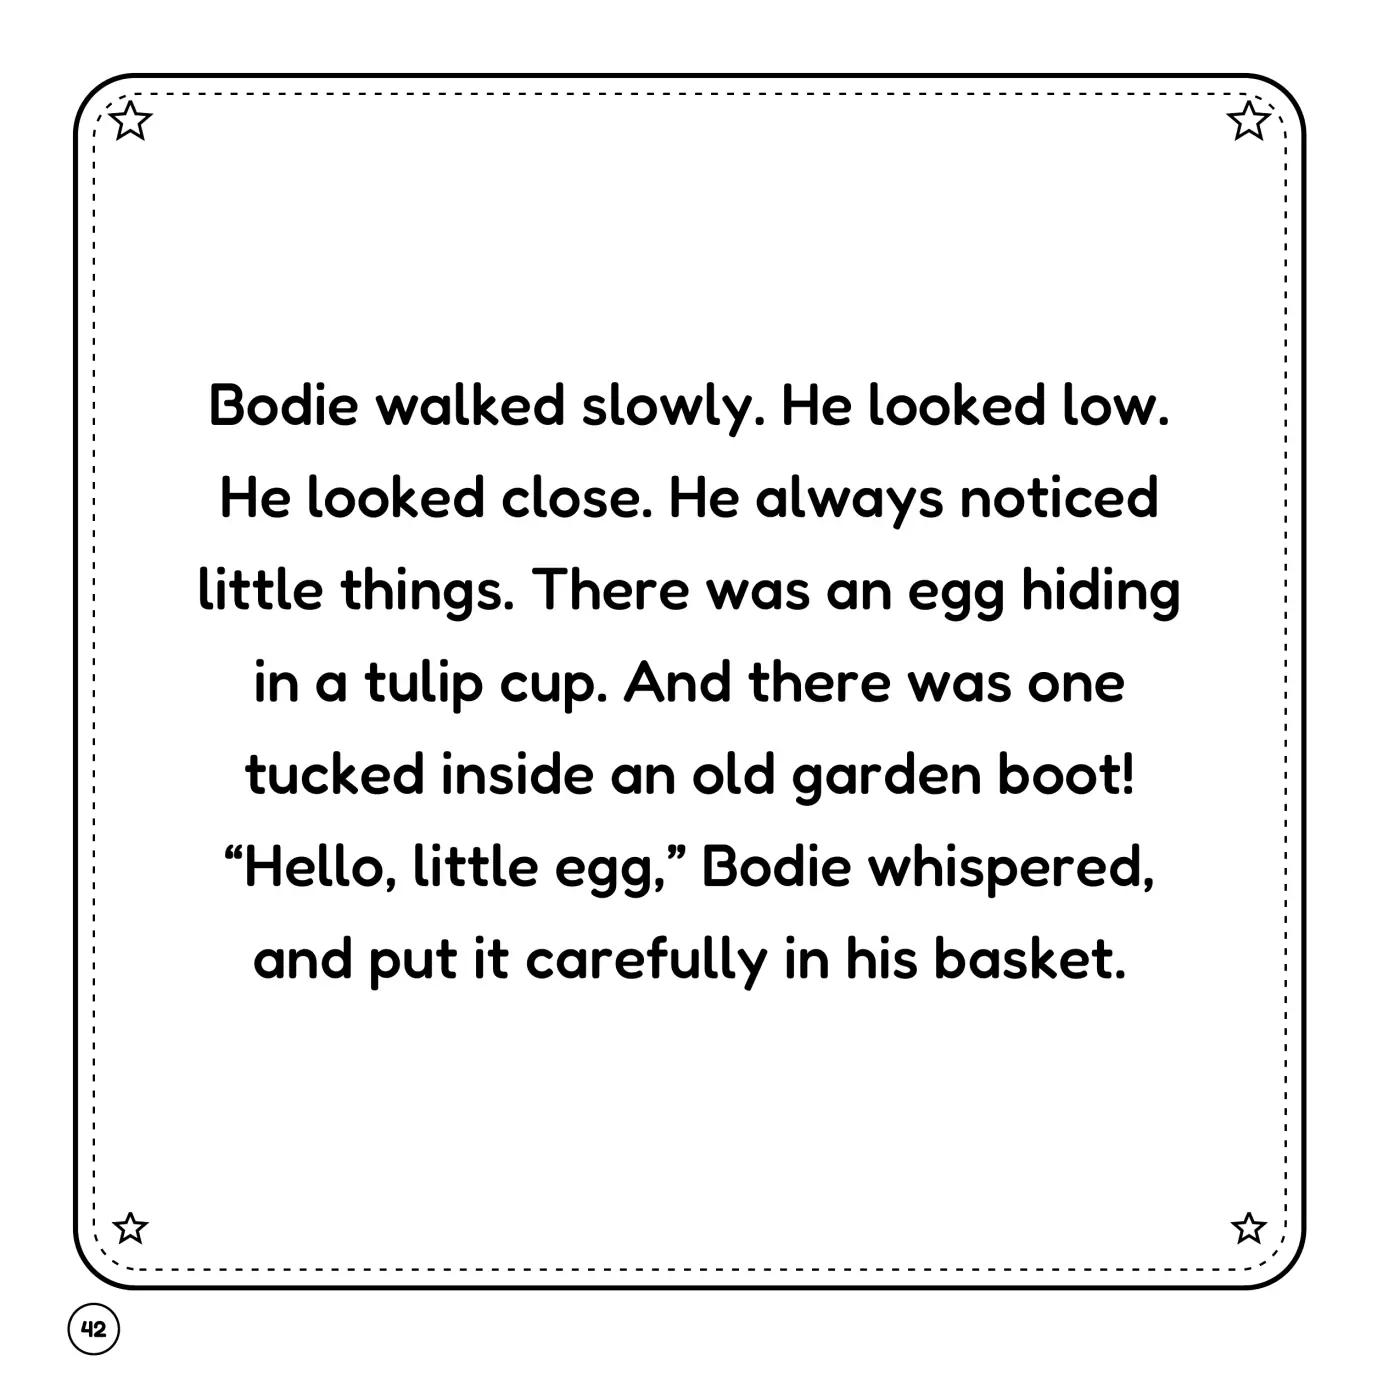 Bodie walked slowly. He looked low.
He looked close. He always noticed
little things. There was an egg hiding
in a tulip cup. And there was one
tucked inside an old garden boot!
“Hello, little egg,” Bodie whispered,
and put it carefully in his basket.
42